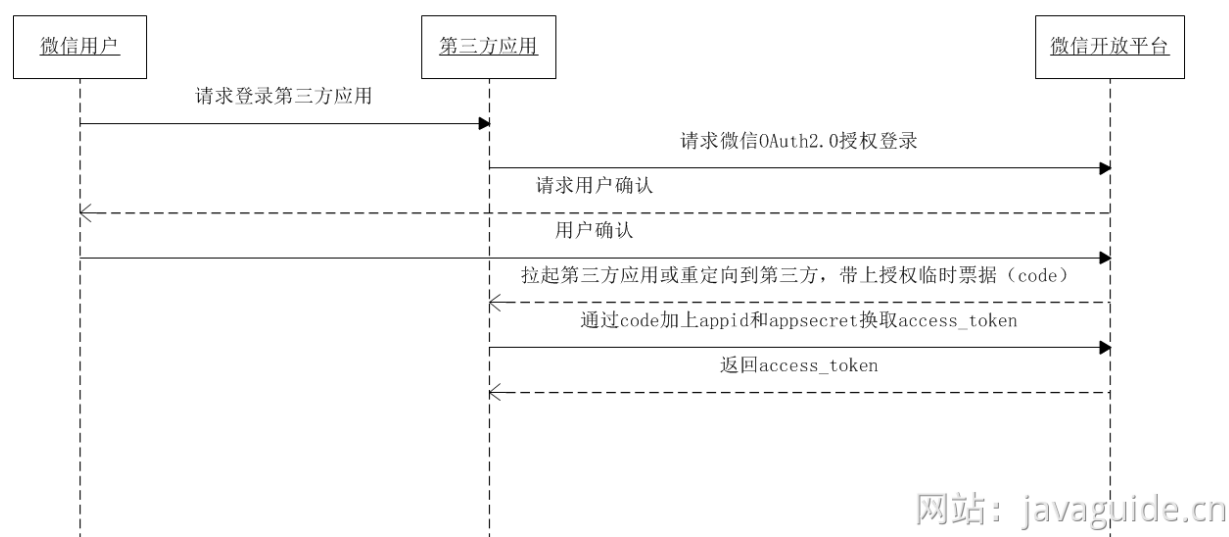 微信用户
第三方应用
微信开放平台
请求登录第三方应用
请求微信OAuth2.0授权登录
请求用户确认
用户确认
拉起第三方应用或重定向到第三方，带上授权临时票据（code）
通过code加上appid和appsecret换取access_token
返回access_token
网站：javaguide.cn